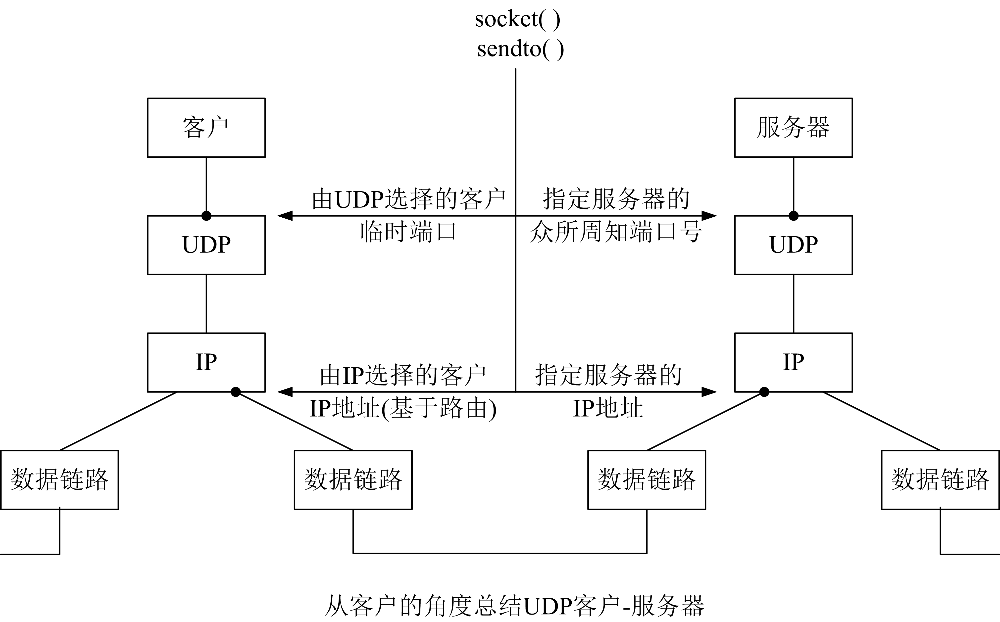 socket( )
sendto( )
客户
服务器
由UDP选择的客户
临时端口
指定服务器的
众所周知端口号
UDP
UDP
IP
IP
由IP选择的客户
IP地址(基于路由)
指定服务器的
IP地址
数据链路
数据链路
数据链路
数据链路
从客户的角度总结UDP客户-服务器